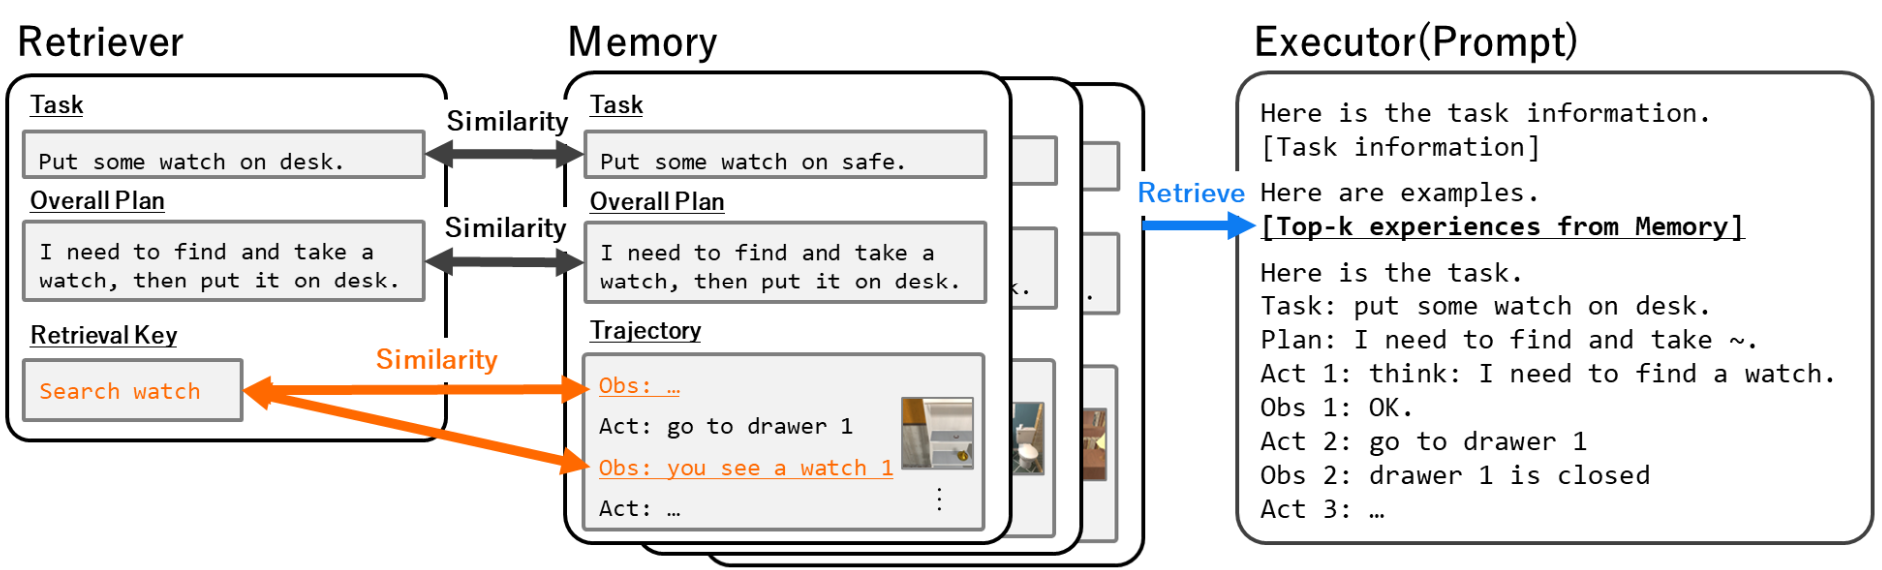 Retriever
Task
Put some watch on desk.
Overall Plan
I need to find and take a
watch, then put it on desk.
Retrieval Key
Search watch
Similarity
Similarity
Similarity
Memory
Task
Put some watch on safe.
Overall Plan
I need to find and take a
watch, then put it on desk.
Trajectory
Obs: …
Act: go to drawer 1
Obs: you see a watch 1
Act: …
⋮
k.
.
Retrieve
Executor(Prompt)
Here is the task information.
[Task information]
Here are examples.
[Top-k experiences from Memory]
Here is the task.
Task: put some watch on desk.
Plan: I need to find and take ~.
Act 1: think: I need to find a watch.
Obs 1: OK.
Act 2: go to drawer 1
Obs 2: drawer 1 is closed
Act 3: …